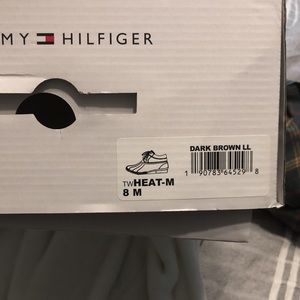 MY HILFIGER
DARK BROWN LL
1 90783 64529 8
TWHEAT-M
8 M